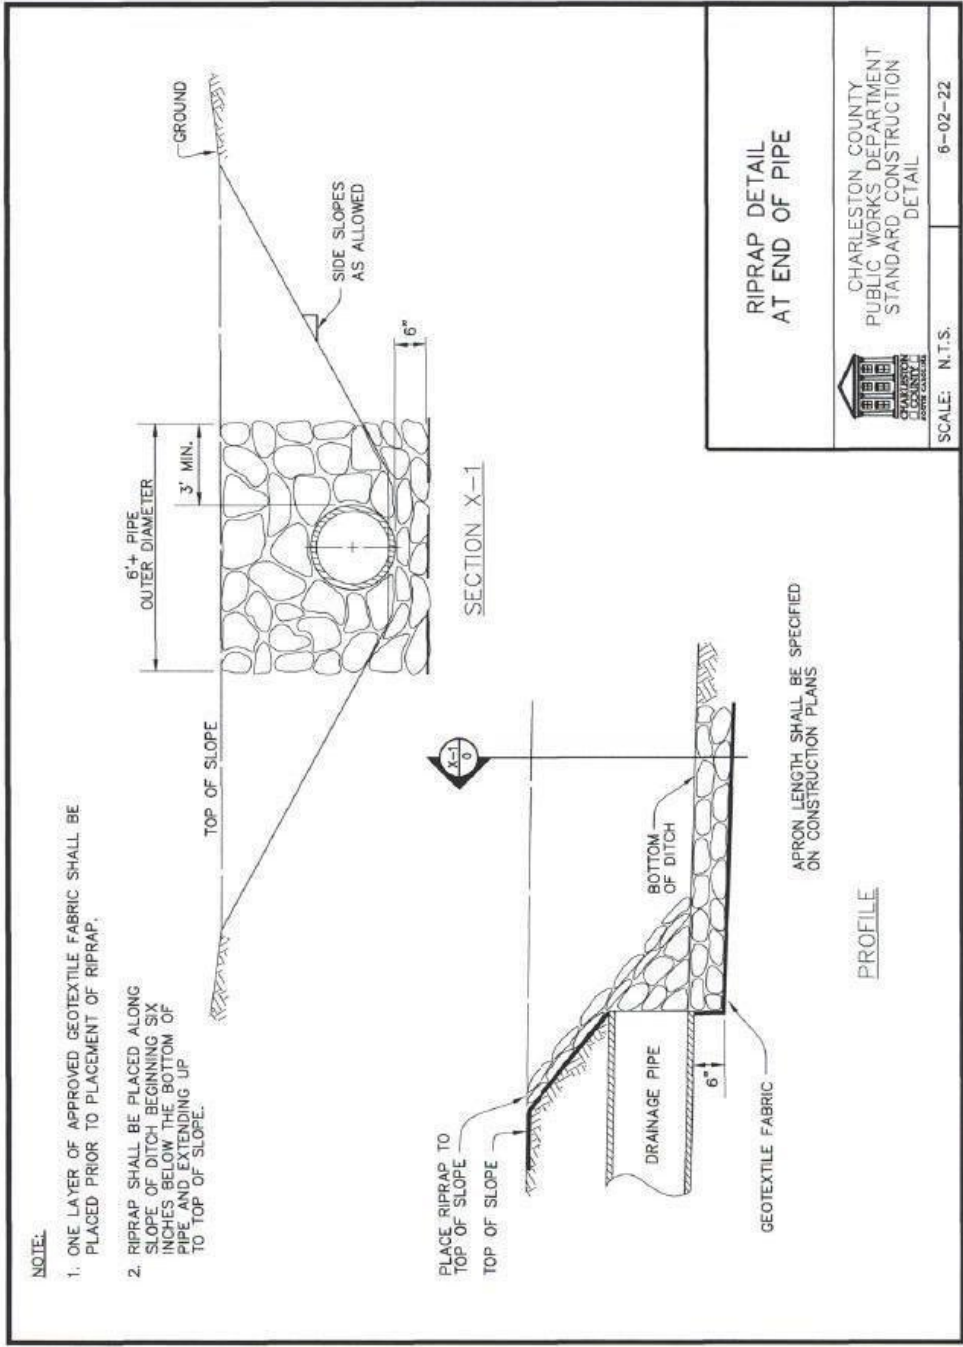 NOTE:
1. ONE LAYER OF APPROVED GEOTEXTILE FABRIC SHALL BE
PLACED PRIOR TO PLACEMENT OF RIPRAP.
2. RIPRAP SHALL BE PLACED ALONG
SLOPE OF DITCH BEGINNING SIX
INCHES BELOW THE BOTTOM OF
PIPE AND EXTENDING UP
TO TOP OF SLOPE.
6'+ PIPE
OUTER DIAMETER
3' MIN.
GROUND
TOP OF SLOPE
SIDE SLOPES
AS ALLOWED
6"
SECTION X-1
PLACE RIPRAP TO
TOP OF SLOPE
TOP OF SLOPE
X-1
0
BOTTOM
OF DITCH
DRAINAGE PIPE
6"
GEOTEXTILE FABRIC
APRON LENGTH SHALL BE SPECIFIED
ON CONSTRUCTION PLANS
PROFILE
RIPRAP DETAIL
AT END OF PIPE
CHARLESTON
COUNTY
SOUTH CAROLINA
CHARLESTON COUNTY
PUBLIC WORKS DEPARTMENT
STANDARD CONSTRUCTION
DETAIL
SCALE: N.T.S.
6-02-22